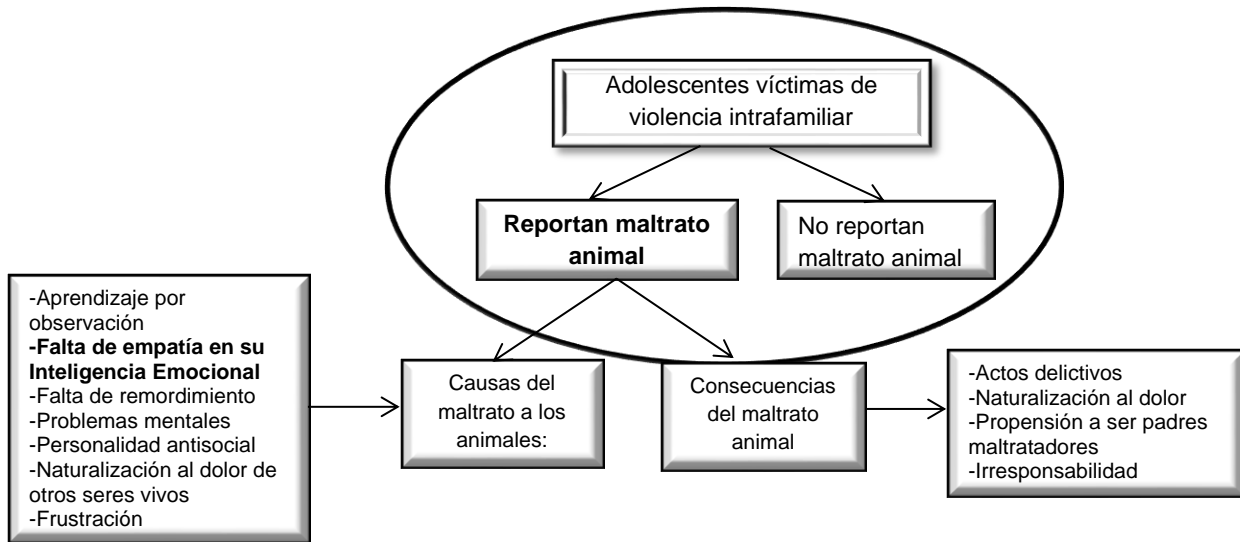 Adolescentes víctimas de
violencia intrafamiliar
Reportan maltrato
animal
No reportan
maltrato animal
-Aprendizaje por
observación
-Falta de empatía en su
Inteligencia Emocional
-Falta de remordimiento
-Problemas mentales
-Personalidad antisocial
-Naturalización al dolor de
otros seres vivos
-Frustración
Causas del
maltrato a los
animales:
Consecuencias
del maltrato
animal
-Actos delictivos
-Naturalización al dolor
-Propensión a ser padres
maltratadores
-Irresponsabilidad